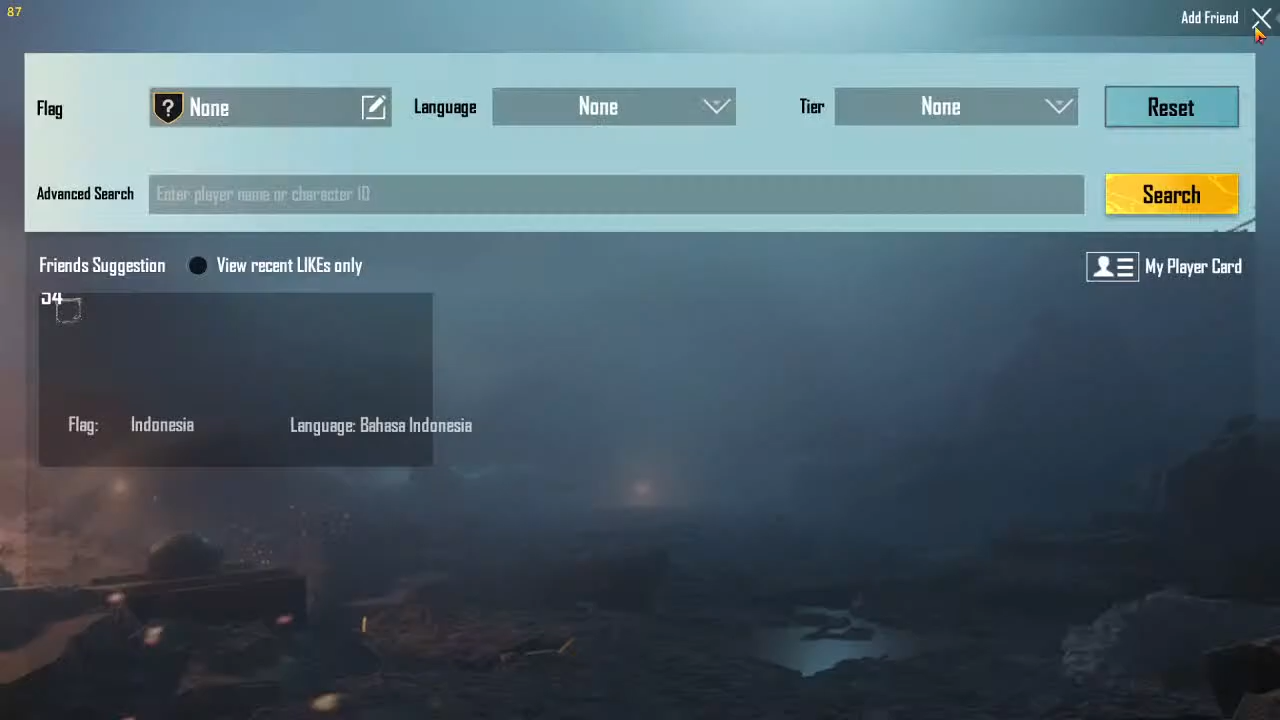 87
Add Friend
Flag
None
Language
None
Tier
None
Reset
Advanced Search
Enter player name or character ID
Search
Friends Suggestion
View recent LIKEs only
My Player Card
54
Flag:
Indonesia
Language: Bahasa Indonesia